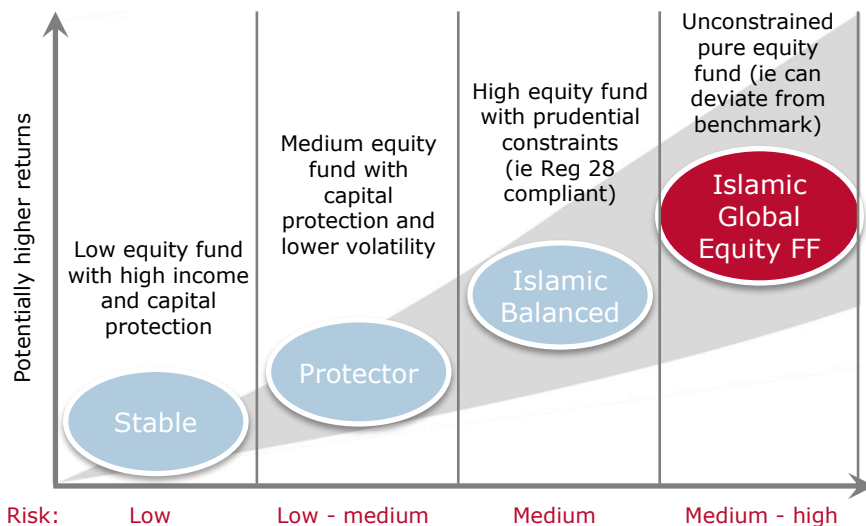 Potentially higher returns
Low equity fund
with high income
and capital
protection
Stable
Medium equity
fund with
capital
protection and
lower volatility
Protector
High equity fund
with prudential
constraints
(ie Reg 28
compliant)
Islamic
Balanced
Unconstrained
pure equity
fund (ie can
deviate from
benchmark)
Islamic
Global
Equity FF
Risk: Low Low - medium Medium Medium - high